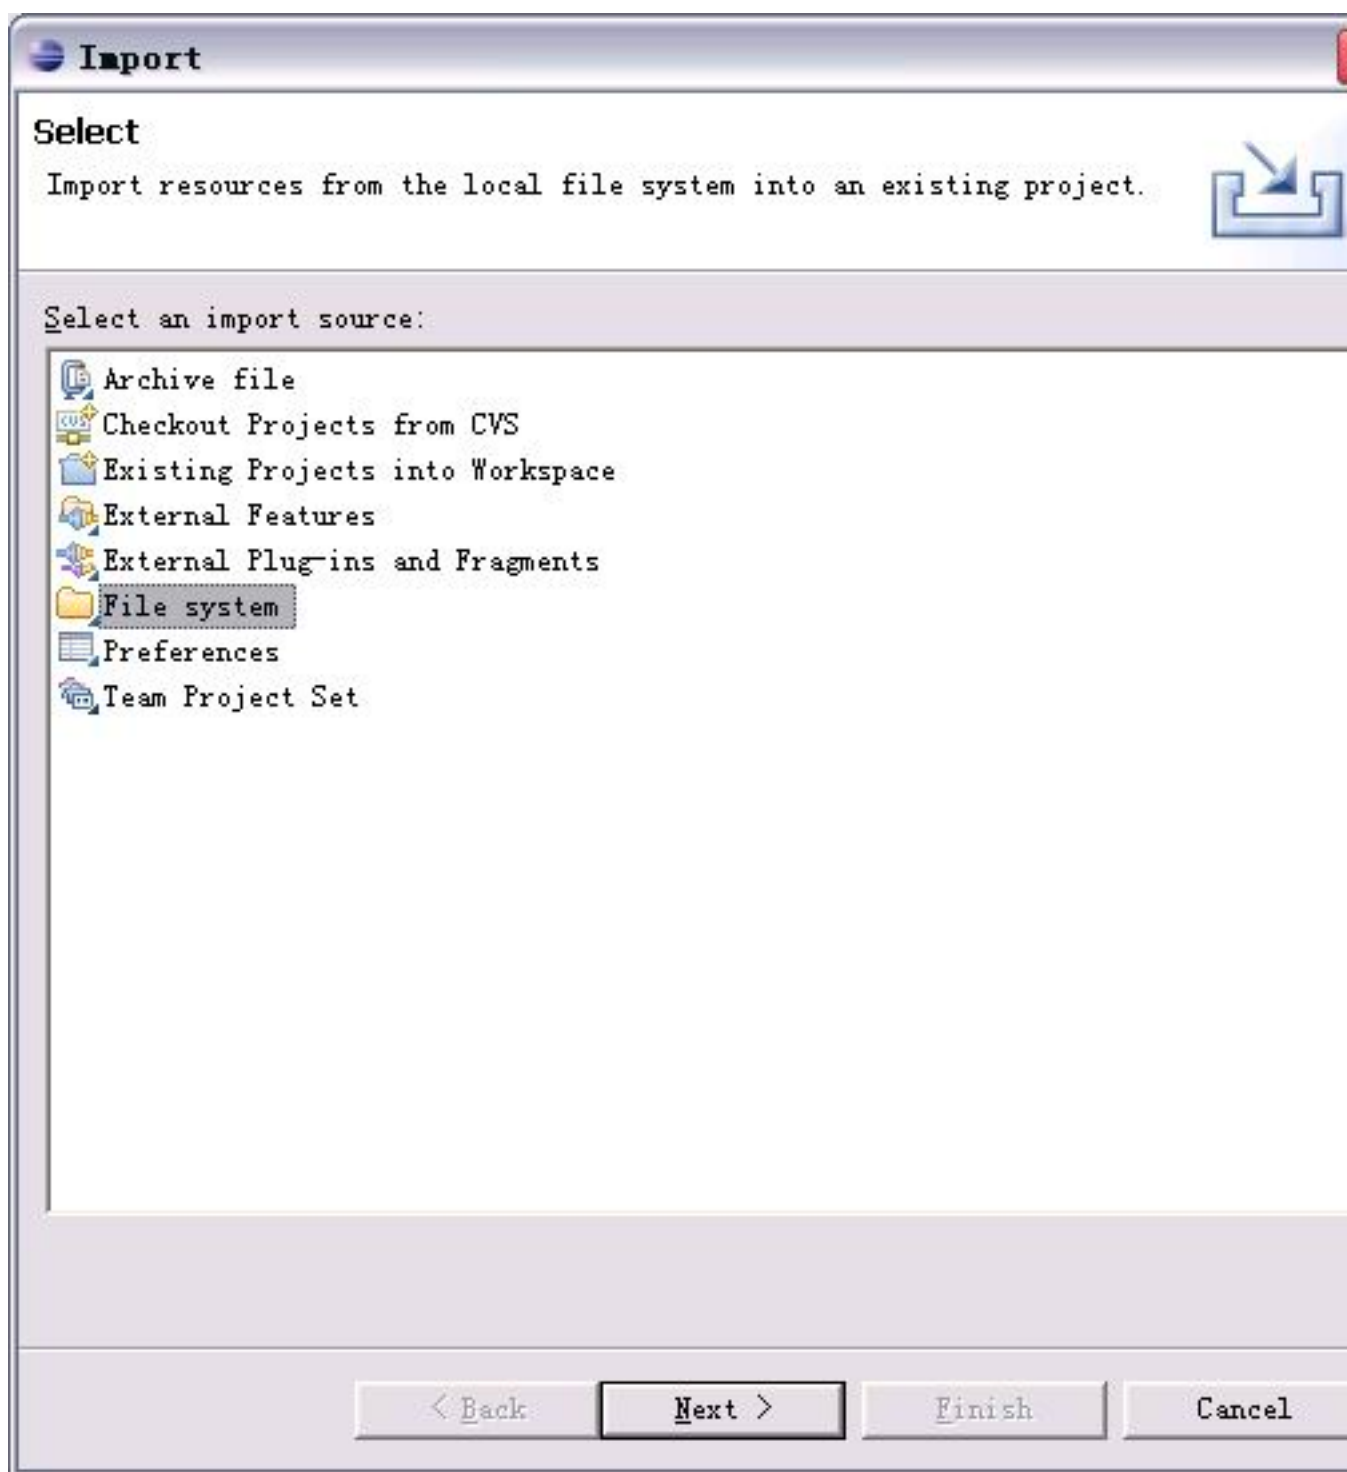 Import
Select
Import resources from the local file system into an existing project.
Select an import source:
Archive file
CVS
Checkout Projects from CVS
Existing Projects into Workspace
External Features
External Plug-ins and Fragments
File system
Preferences
Team Project Set
< Back
Next >
Finish
Cancel